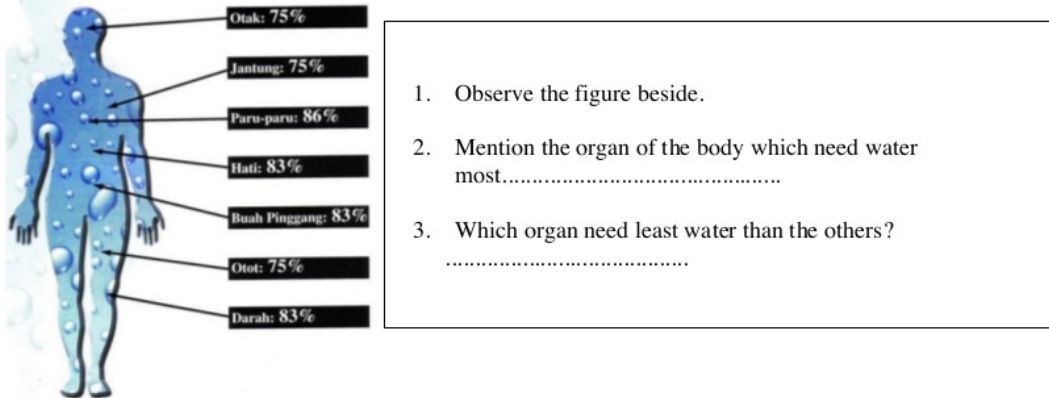 Otak: 75%
Jantung: 75%
Paru-paru: 86%
Hati: 83%
Buah Pinggang: 83%
Otot: 75%
Darah: 83%
1. Observe the figure beside.
2. Mention the organ of the body which need water
most...............................................
3. Which organ need least water than the others?
.........................................